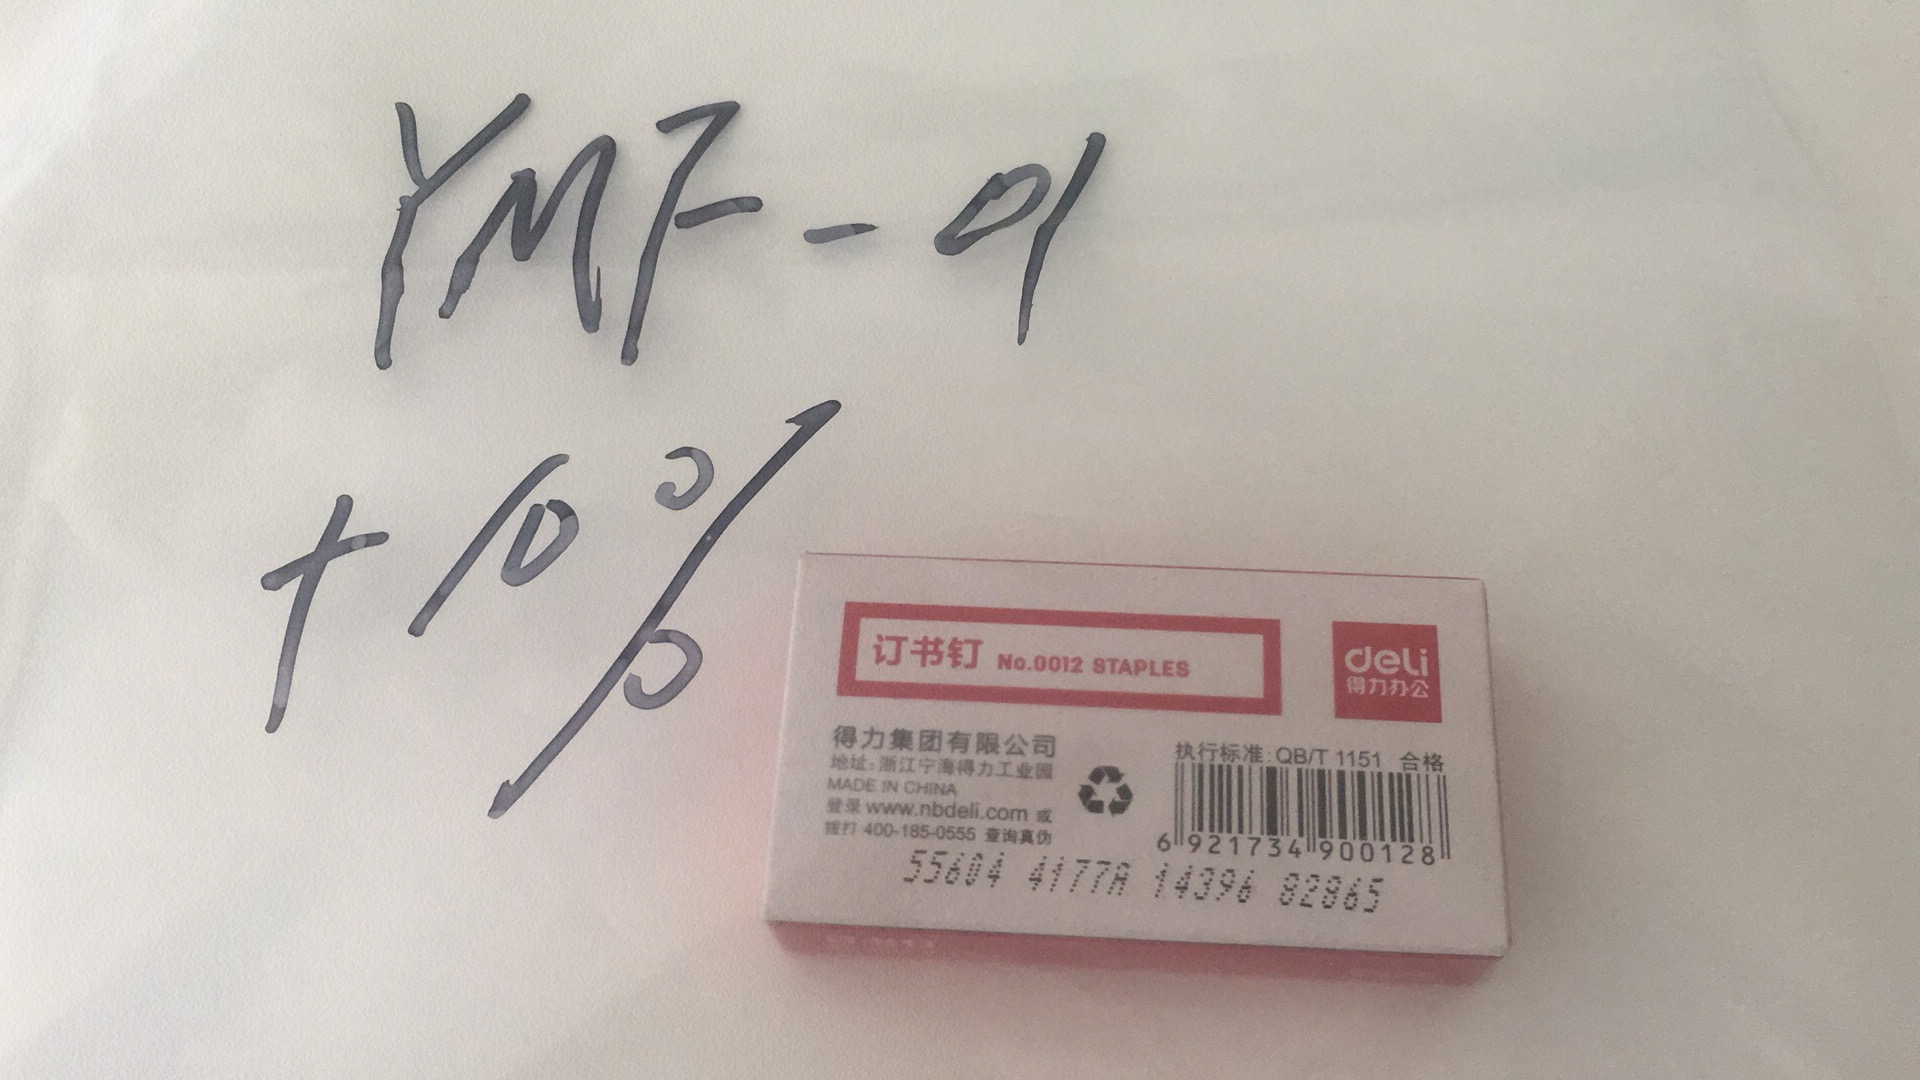 YMF-01
+10%
订书钉 No.0012 STAPLES
deli
得力办公
得力集团有限公司
地址:浙江宁海得力工业园
MADE IN CHINA
登录 www.nbdeli.com 或
拨打 400-185-0555 查询真伪
执行标准:QB/T 1151 合格
6 921734 900128
55604 4177A 14396 82865